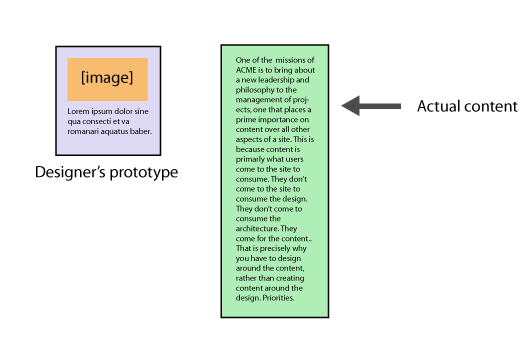 [image]
Lorem ipsum dolor sine
qua consecti et va
romanari aquatus baber.
Designer's prototype
One of the missions of
ACME is to bring about
a new leadership and
philosophy to the
management of proj-
ects, one that places a
prime importance on
content over all other
aspects of a site. This is
because content is
primarly what users
come to the site to
consume. They don't
come to the site to
consume the design.
They don't come to
consume the
architecture. They
come for the content..
That is precisely why
you have to design
around the content,
rather than creating
content around the
design. Priorities.
Actual content